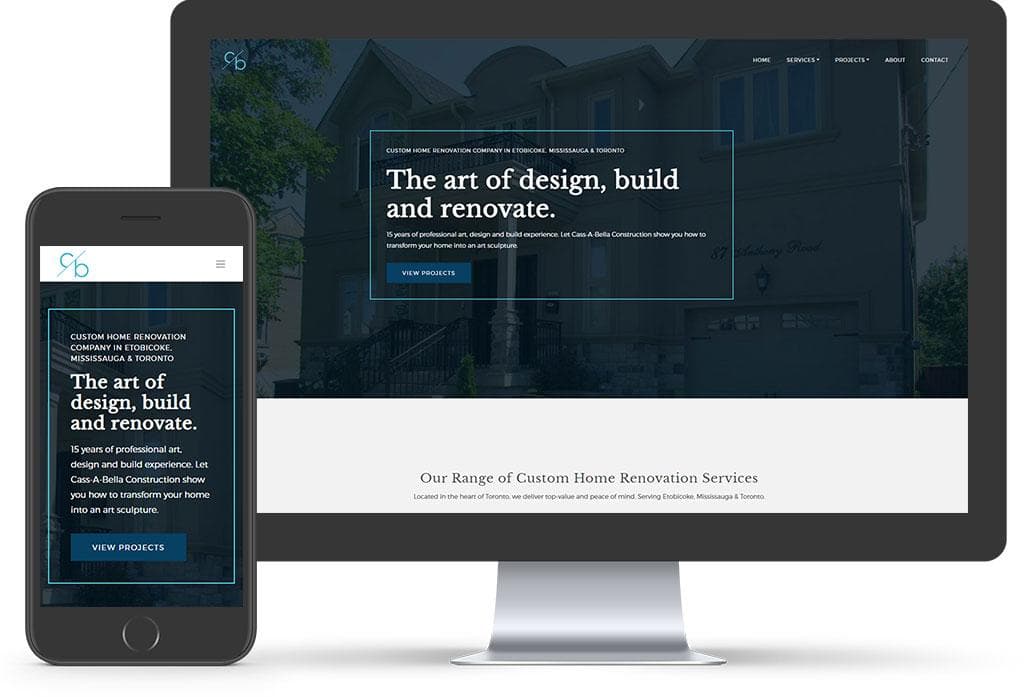 c/b
HOME SERVICES PROJECTS ABOUT CONTACT
CUSTOM HOME RENOVATION COMPANY IN ETOBICOKE, MISSISSAUGA & TORONTO
The art of design, build
and renovate.
15 years of professional art, design and build experience. Let Cass-A-Bella Construction show you how to
transform your home into an art sculpture.
VIEW PROJECTS
87 Anthony Road
Our Range of Custom Home Renovation Services
Located in the heart of Toronto, we deliver top-value and peace of mind. Serving Etobicoke, Mississauga & Toronto.
c/b
CUSTOM HOME RENOVATION
COMPANY IN ETOBICOKE,
MISSISSAUGA & TORONTO
The art of
design, build
and renovate.
15 years of professional art,
design and build experience. Let
Cass-A-Bella Construction show
you how to transform your home
into an art sculpture.
VIEW PROJECTS